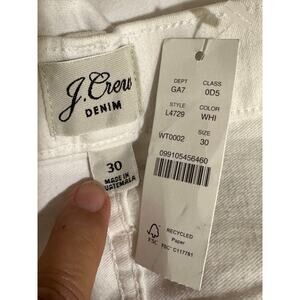 J.Crew
DENIM
30
MADE IN
GUATEMALA
DEPT CLASS
GA7 0D5
STYLE COLOR
L4729 WHI
SIZE
WT0002 30
099105456460
FSC
RECYCLED
Paper
FSC® C117781